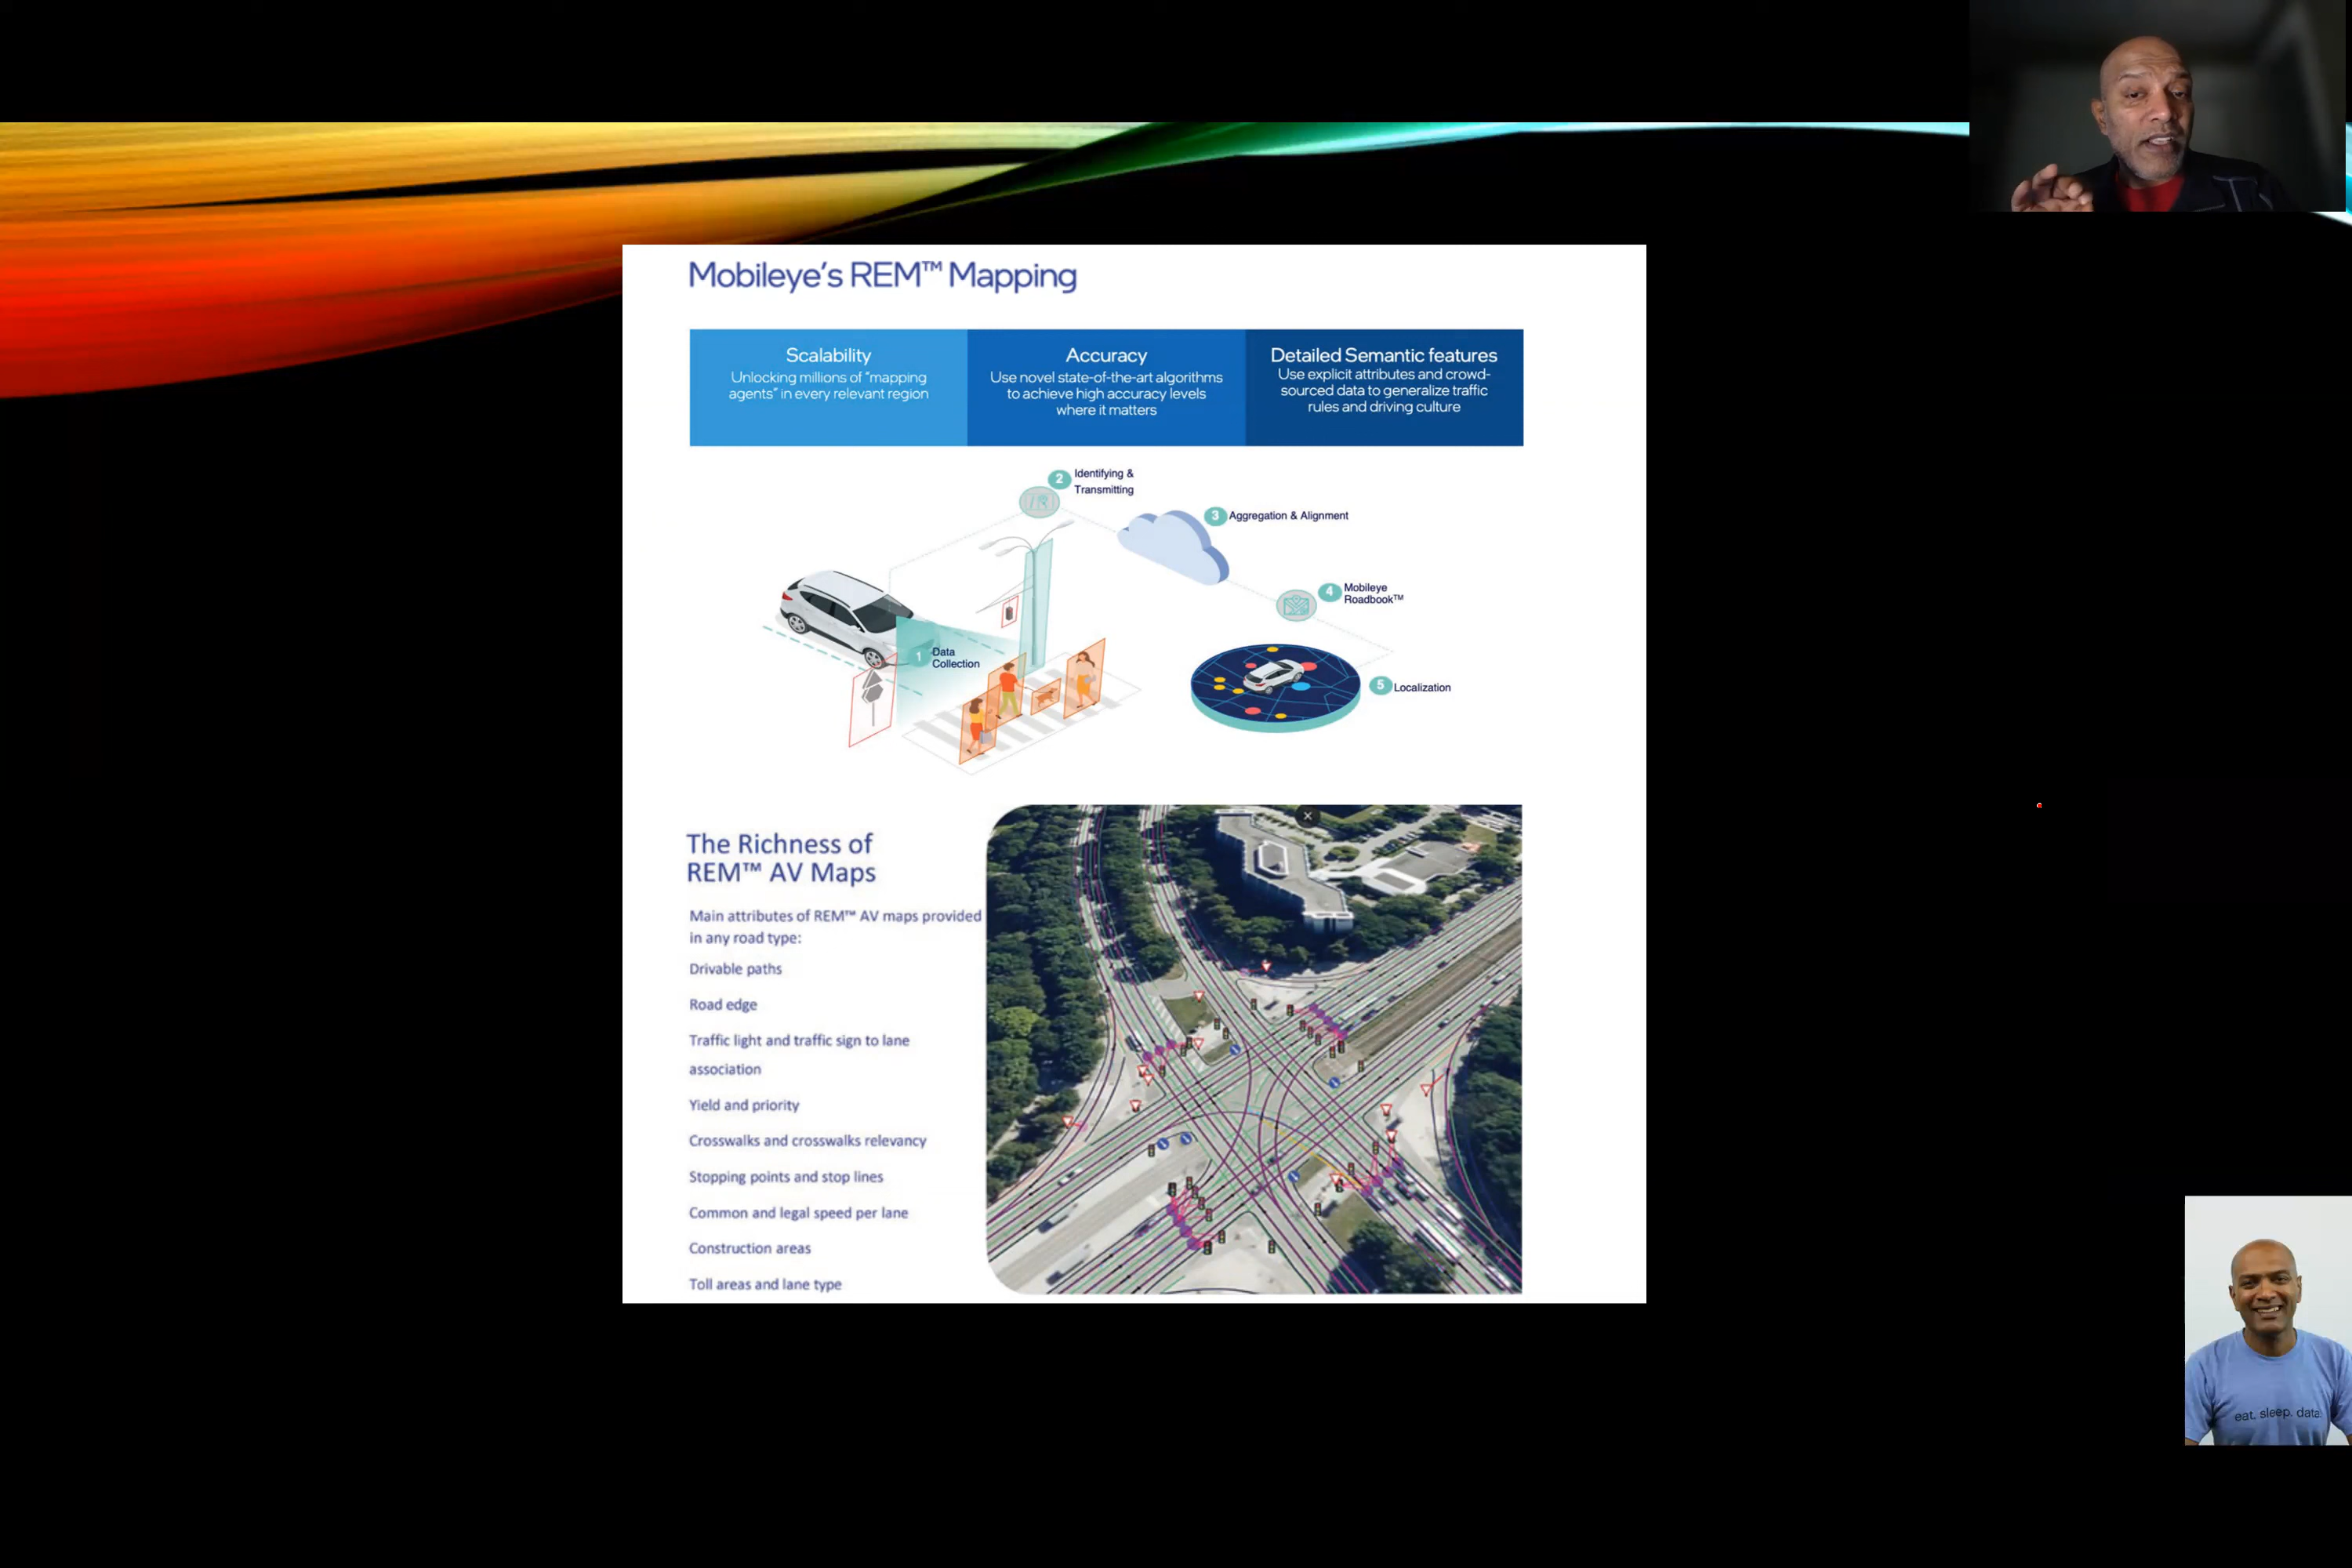 Mobileye's REM™ Mapping
Scalability
Unlocking millions of "mapping
agents" in every relevant region
Accuracy
Use novel state-of-the-art algorithms
to achieve high accuracy levels
where it matters
Detailed Semantic features
Use explicit attributes and crowd-
sourced data to generalize traffic
rules and driving culture
1
Data
Collection
2
Identifying &
Transmitting
3
Aggregation & Alignment
4
Mobileye
Roadbook™
5
Localization
The Richness of
REM™ AV Maps
Main attributes of REM™ AV maps provided
in any road type:
Drivable paths
Road edge
Traffic light and traffic sign to lane
association
Yield and priority
Crosswalks and crosswalks relevancy
Stopping points and stop lines
Common and legal speed per lane
Construction areas
Toll areas and lane type
eat. sleep. data